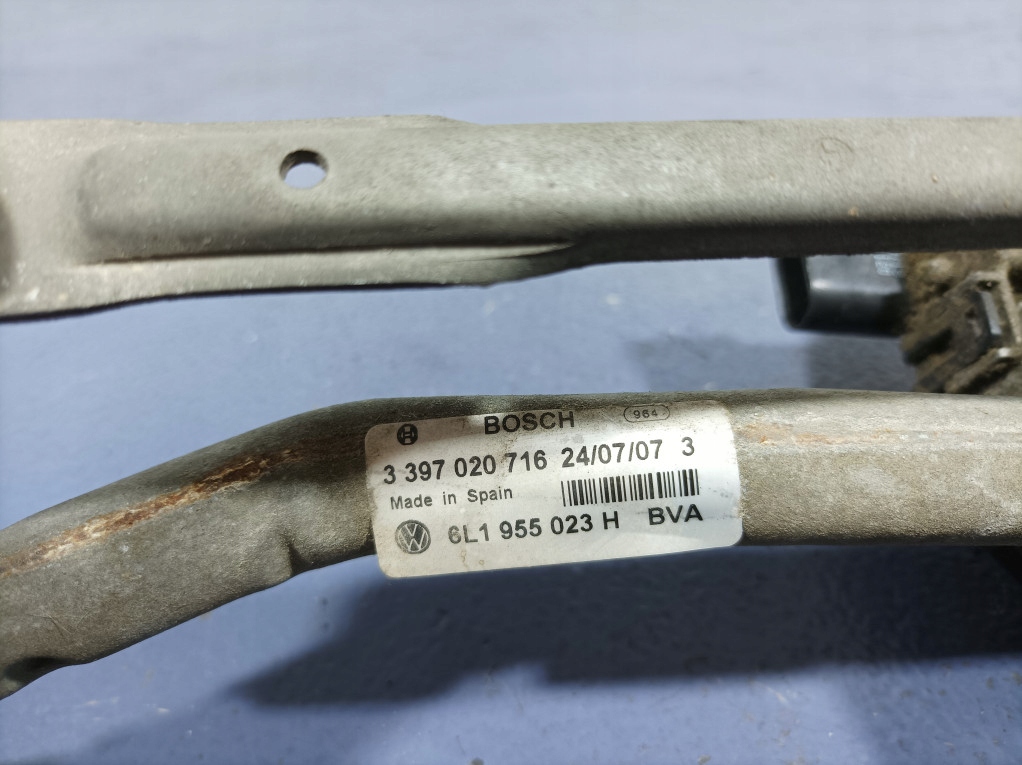 BOSCH 964
3 397 020 716 24/07/07 3
Made in Spain
6L1 955 023 H BVA